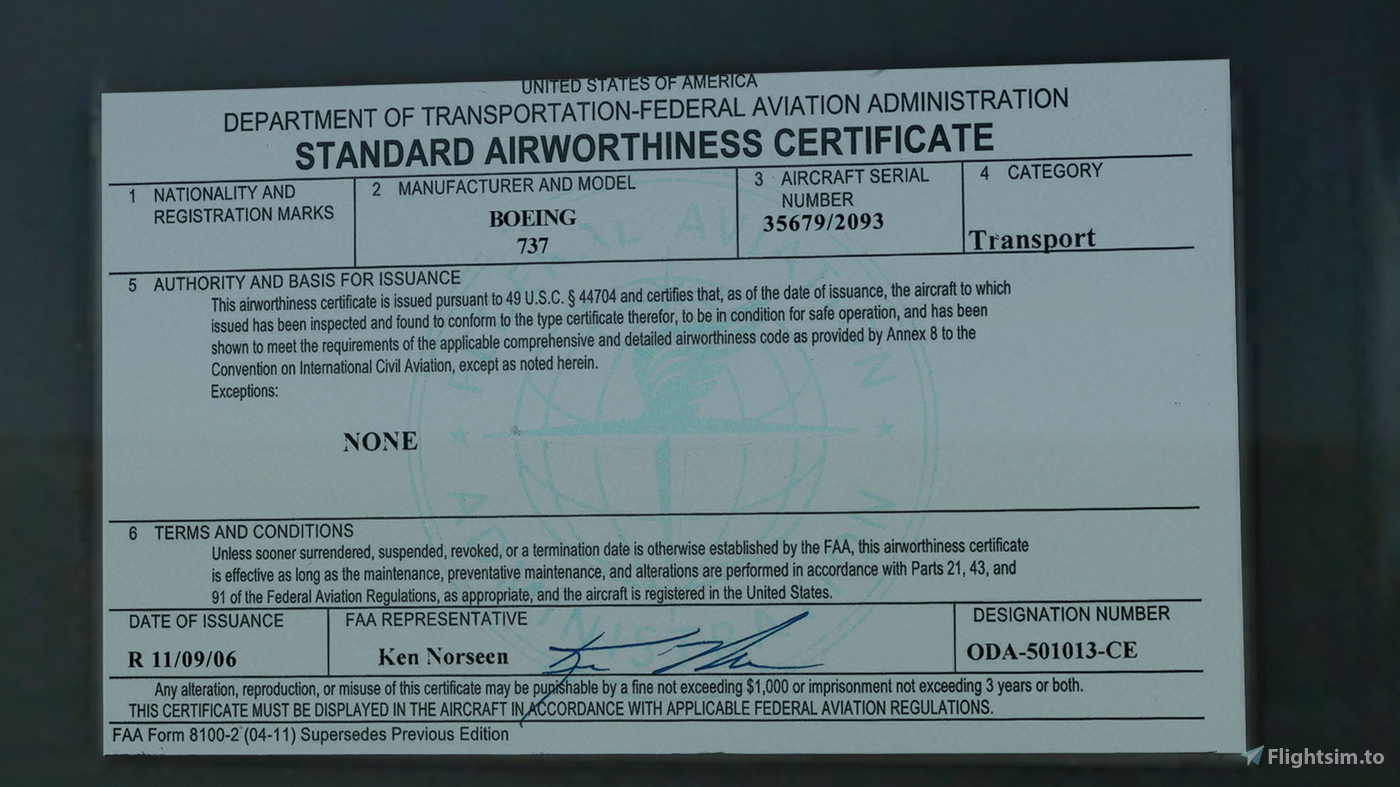 UNITED STATES OF AMERICA
DEPARTMENT OF TRANSPORTATION-FEDERAL AVIATION ADMINISTRATION
STANDARD AIRWORTHINESS CERTIFICATE
1 NATIONALITY AND
REGISTRATION MARKS
2 MANUFACTURER AND MODEL
BOEING
737
3 AIRCRAFT SERIAL
NUMBER
35679/2093
4 CATEGORY
Transport
5 AUTHORITY AND BASIS FOR ISSUANCE
This airworthiness certificate is issued pursuant to 49 U.S.C. § 44704 and certifies that, as of the date of issuance, the aircraft to which
issued has been inspected and found to conform to the type certificate therefor, to be in condition for safe operation, and has been
shown to meet the requirements of the applicable comprehensive and detailed airworthiness code as provided by Annex 8 to the
Convention on International Civil Aviation, except as noted herein.
Exceptions:
NONE
6 TERMS AND CONDITIONS
Unless sooner surrendered, suspended, revoked, or a termination date is otherwise established by the FAA, this airworthiness certificate
is effective as long as the maintenance, preventative maintenance, and alterations are performed in accordance with Parts 21, 43, and
91 of the Federal Aviation Regulations, as appropriate, and the aircraft is registered in the United States.
DATE OF ISSUANCE
R 11/09/06
FAA REPRESENTATIVE
Ken Norseen
DESIGNATION NUMBER
ODA-501013-CE
Any alteration, reproduction, or misuse of this certificate may be punishable by a fine not exceeding $1,000 or imprisonment not exceeding 3 years or both.
THIS CERTIFICATE MUST BE DISPLAYED IN THE AIRCRAFT IN ACCORDANCE WITH APPLICABLE FEDERAL AVIATION REGULATIONS.
FAA Form 8100-2 (04-11) Supersedes Previous Edition
FEDERAL AVIATION ADMINISTRATION
Flightsim.to